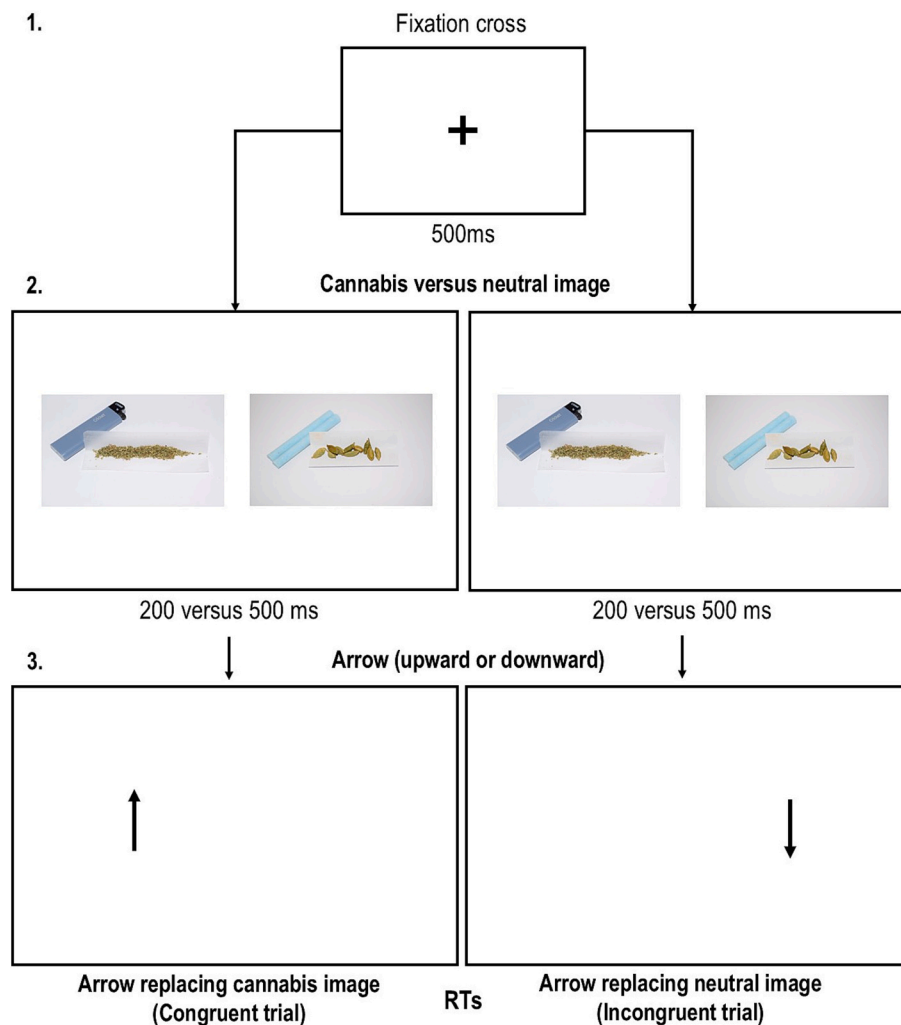 1.
Fixation cross
500ms
2.
Cannabis versus neutral image
200 versus 500 ms
200 versus 500 ms
3.
Arrow (upward or downward)
Arrow replacing cannabis image
(Congruent trial)
RTs
Arrow replacing neutral image
(Incongruent trial)